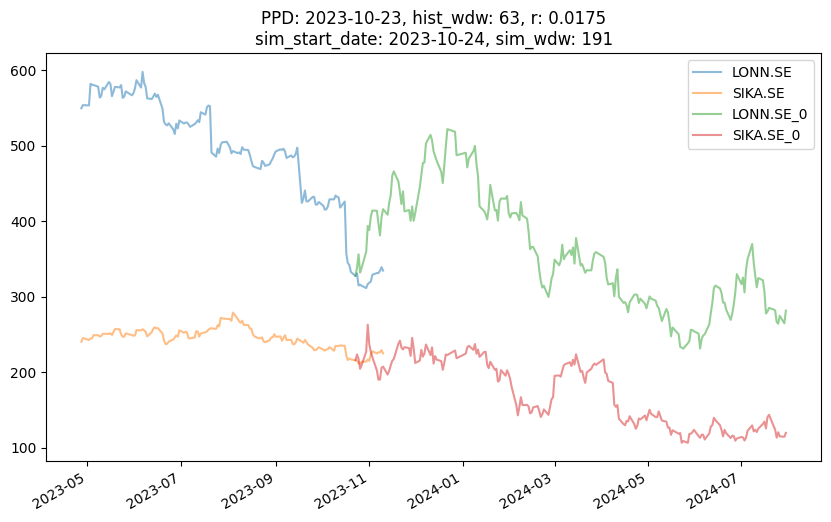 PPD: 2023-10-23, hist_wdw: 63, r: 0.0175
sim_start_date: 2023-10-24, sim_wdw: 191
LONN.SE
SIKA.SE
LONN.SE_0
SIKA.SE_0
600
500
400
300
200
100
2023-05
2023-07
2023-09
2023-11
2024-01
2024-03
2024-05
2024-07